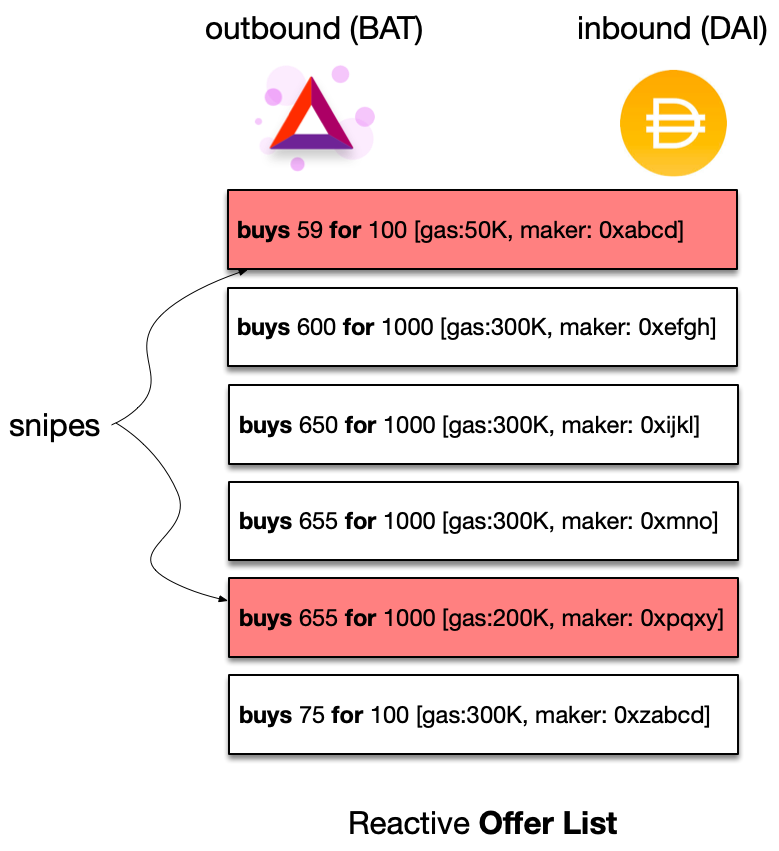 outbound (BAT) inbound (DAI)
buys 59 for 100 [gas:50K, maker: 0xabcd]
buys 600 for 1000 [gas:300K, maker: 0xefgh]
buys 650 for 1000 [gas:300K, maker: 0xijkl]
snipes
buys 655 for 1000 [gas:300K, maker: 0xmno]
buys 655 for 1000 [gas:200K, maker: 0xpqxy]
buys 75 for 100 [gas:300K, maker: 0xzabcd]
Reactive Offer List